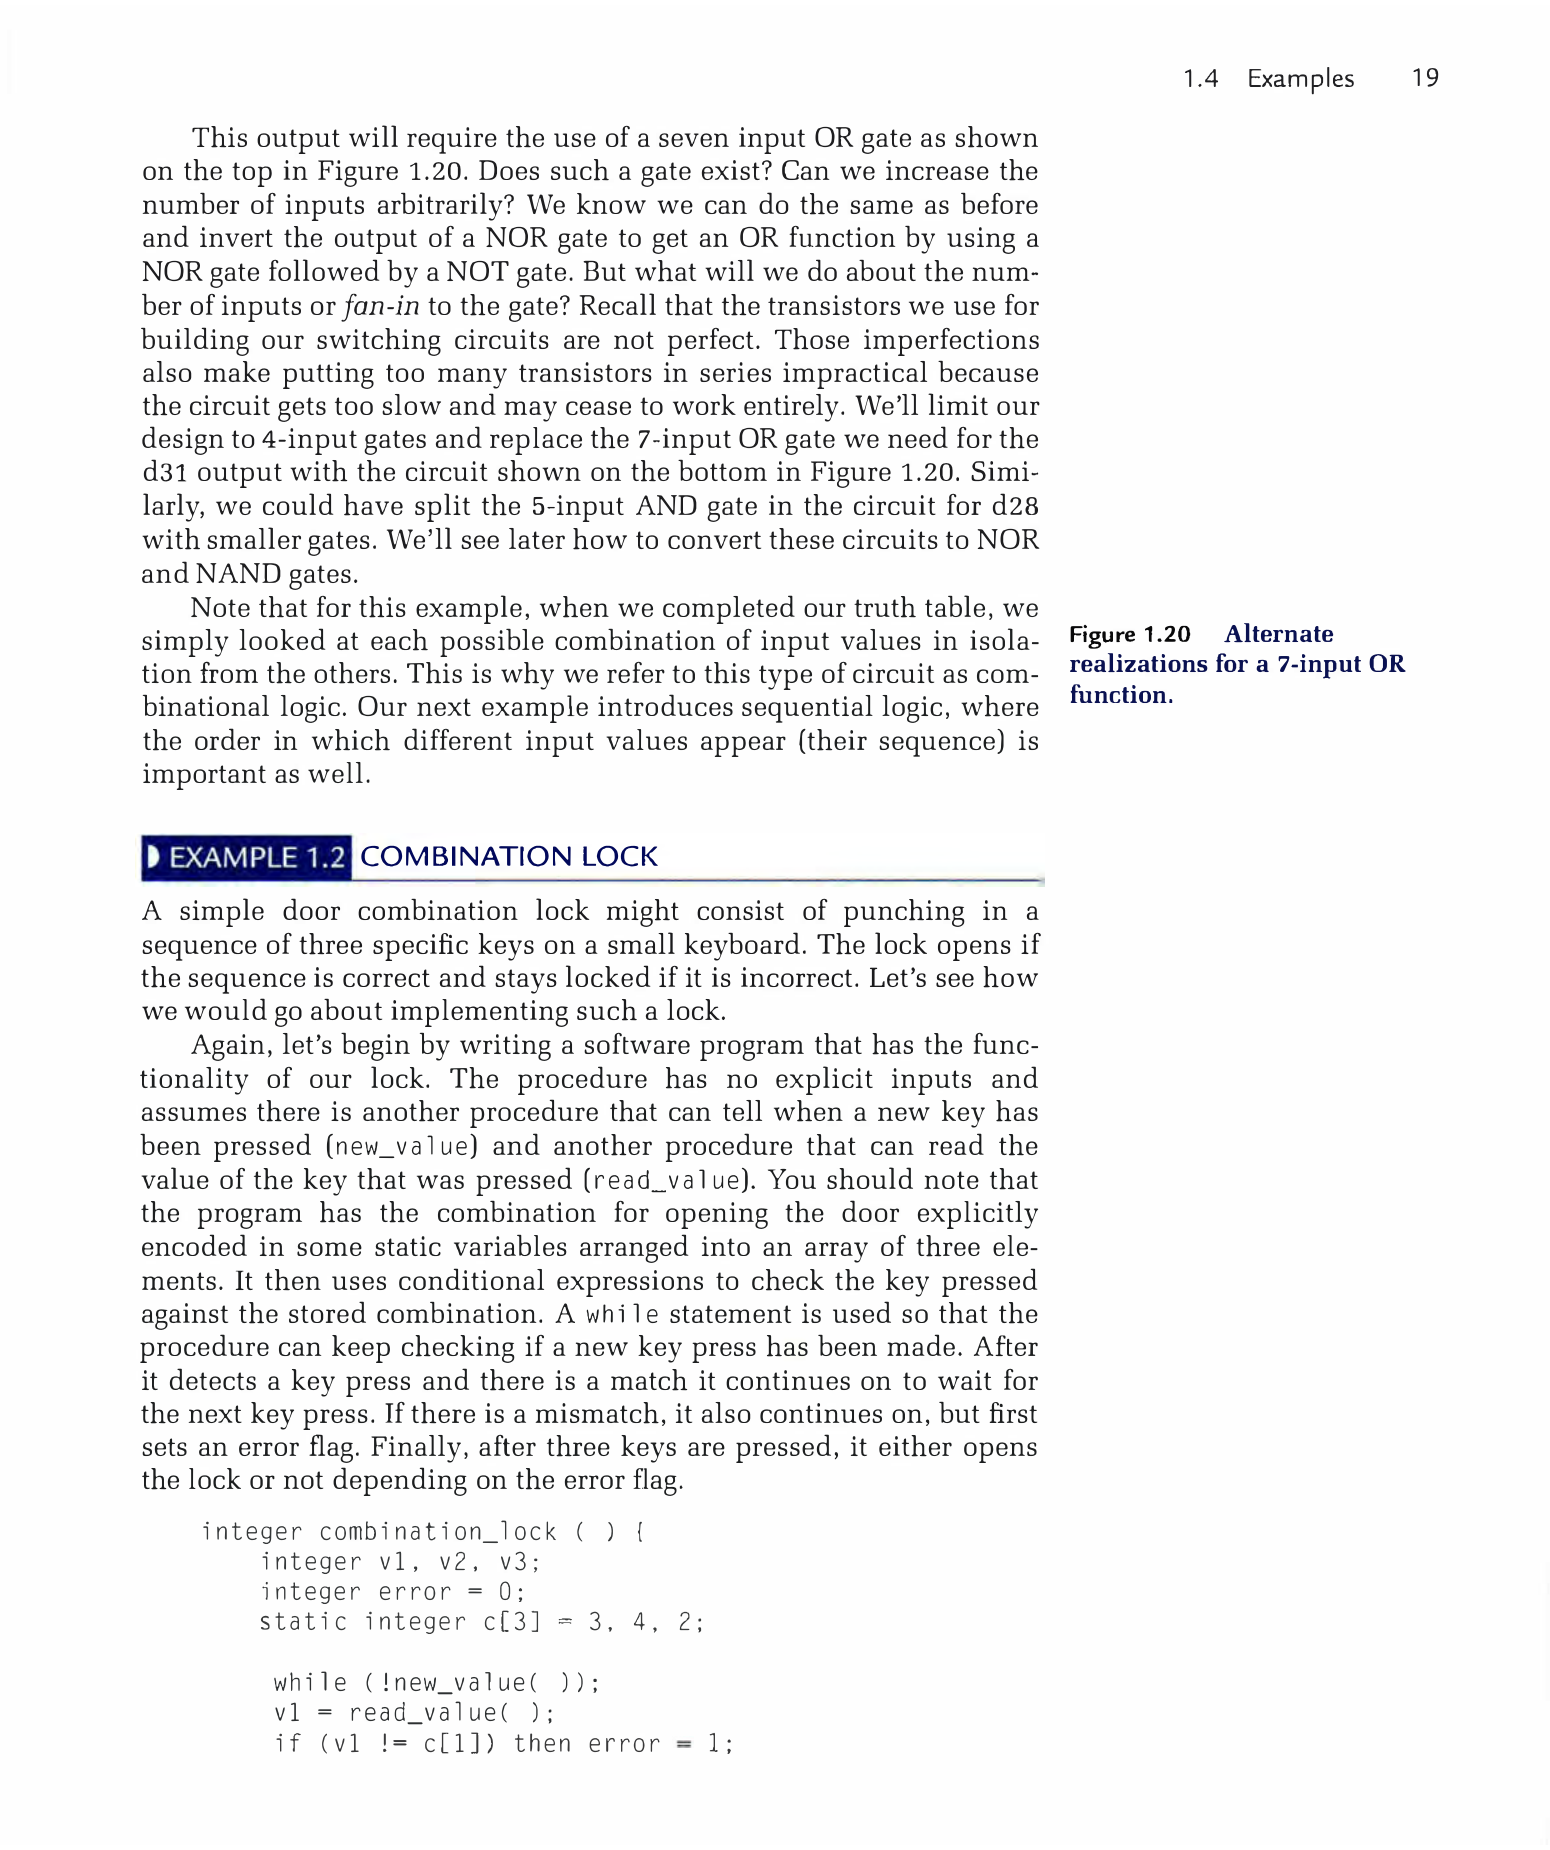 1.4 Examples 19
This output will require the use of a seven input OR gate as shown
on the top in Figure 1.20. Does such a gate exist? Can we increase the
number of inputs arbitrarily? We know we can do the same as before
and invert the output of a NOR gate to get an OR function by using a
NOR gate followed by a NOT gate. But what will we do about the num-
ber of inputs or fan-in to the gate? Recall that the transistors we use for
building our switching circuits are not perfect. Those imperfections
also make putting too many transistors in series impractical because
the circuit gets too slow and may cease to work entirely. We'll limit our
design to 4-input gates and replace the 7-input OR gate we need for the
d31 output with the circuit shown on the bottom in Figure 1.20. Simi-
larly, we could have split the 5-input AND gate in the circuit for d28
with smaller gates. We'll see later how to convert these circuits to NOR
and NAND gates.
Note that for this example, when we completed our truth table, we
simply looked at each possible combination of input values in isola-
tion from the others. This is why we refer to this type of circuit as com-
binational logic. Our next example introduces sequential logic, where
the order in which different input values appear (their sequence) is
important as well.
Figure 1.20 Alternate
realizations for a 7-input OR
function.
EXAMPLE 1.2 COMBINATION LOCK
A simple door combination lock might consist of punching in a
sequence of three specific keys on a small keyboard. The lock opens if
the sequence is correct and stays locked if it is incorrect. Let's see how
we would go about implementing such a lock.
Again, let's begin by writing a software program that has the func-
tionality of our lock. The procedure has no explicit inputs and
assumes there is another procedure that can tell when a new key has
been pressed (new_value) and another procedure that can read the
value of the key that was pressed (read_value). You should note that
the program has the combination for opening the door explicitly
encoded in some static variables arranged into an array of three ele-
ments. It then uses conditional expressions to check the key pressed
against the stored combination. A while statement is used so that the
procedure can keep checking if a new key press has been made. After
it detects a key press and there is a match it continues on to wait for
the next key press. If there is a mismatch, it also continues on, but first
sets an error flag. Finally, after three keys are pressed, it either opens
the lock or not depending on the error flag.
integer combination_lock ( ) {
integer v1, v2, v3;
integer error = 0;
static integer c[3] = 3, 4, 2;
while (!new_value( ));
v1 = read_value( );
if (v1 != c[1]) then error = 1;